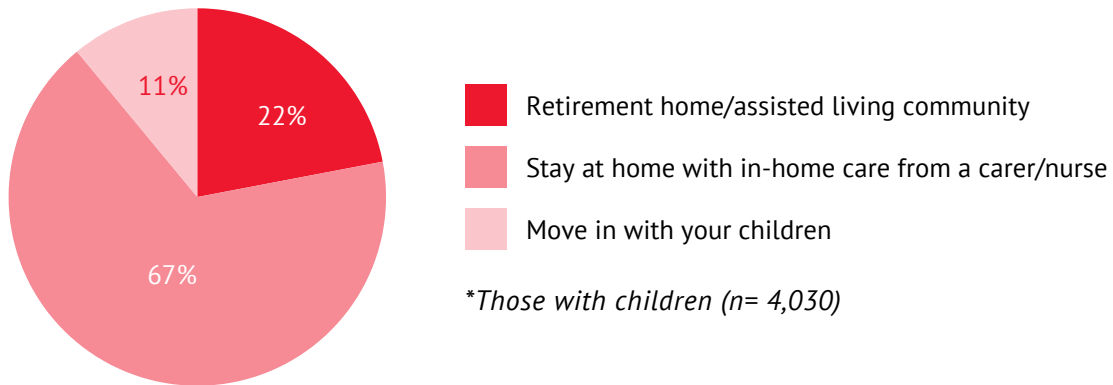 11%
22%
67%
Retirement home/assisted living community
Stay at home with in-home care from a carer/nurse
Move in with your children
*Those with children (n= 4,030)